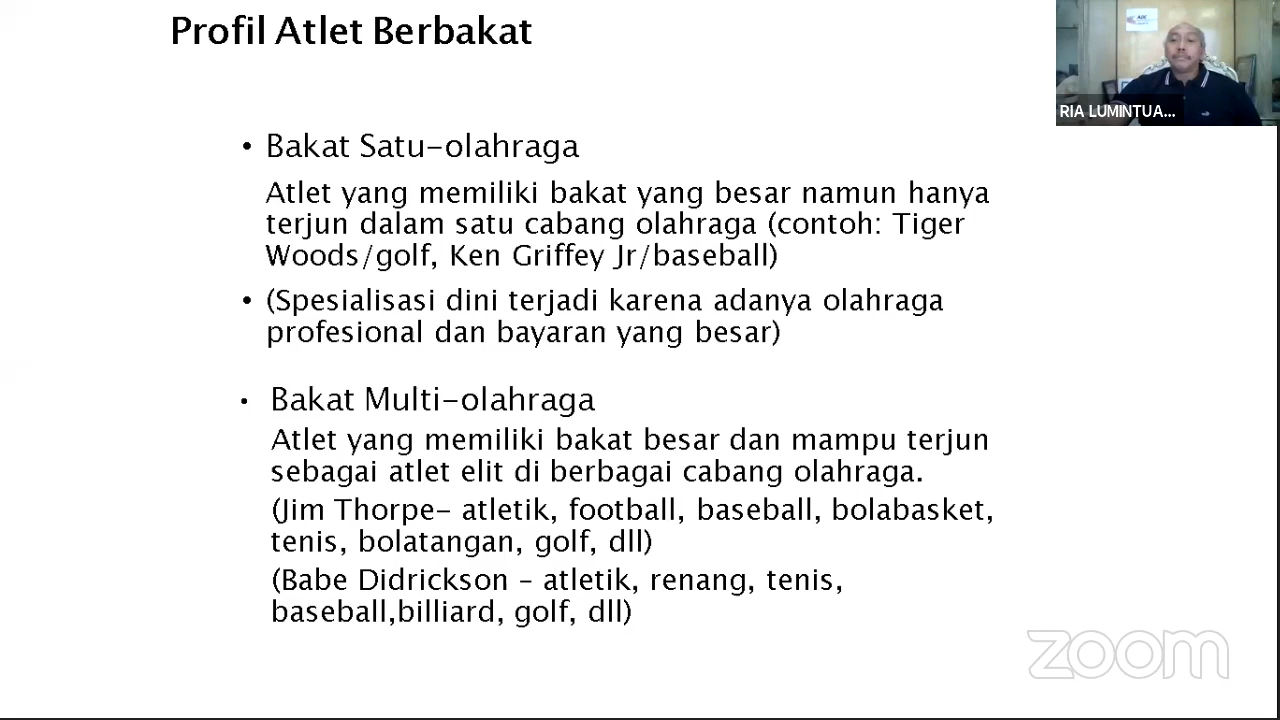 Profil Atlet Berbakat
RIA LUMINTUA...
• Bakat Satu-olahraga
Atlet yang memiliki bakat yang besar namun hanya
terjun dalam satu cabang olahraga (contoh: Tiger
Woods/golf, Ken Griffey Jr/baseball)
• (Spesialisasi dini terjadi karena adanya olahraga
profesional dan bayaran yang besar)
• Bakat Multi-olahraga
Atlet yang memiliki bakat besar dan mampu terjun
sebagai atlet elit di berbagai cabang olahraga.
(Jim Thorpe- atletik, football, baseball, bolabasket,
tenis, bolatangan, golf, dll)
(Babe Didrickson – atletik, renang, tenis,
baseball,billiard, golf, dll)
zoom